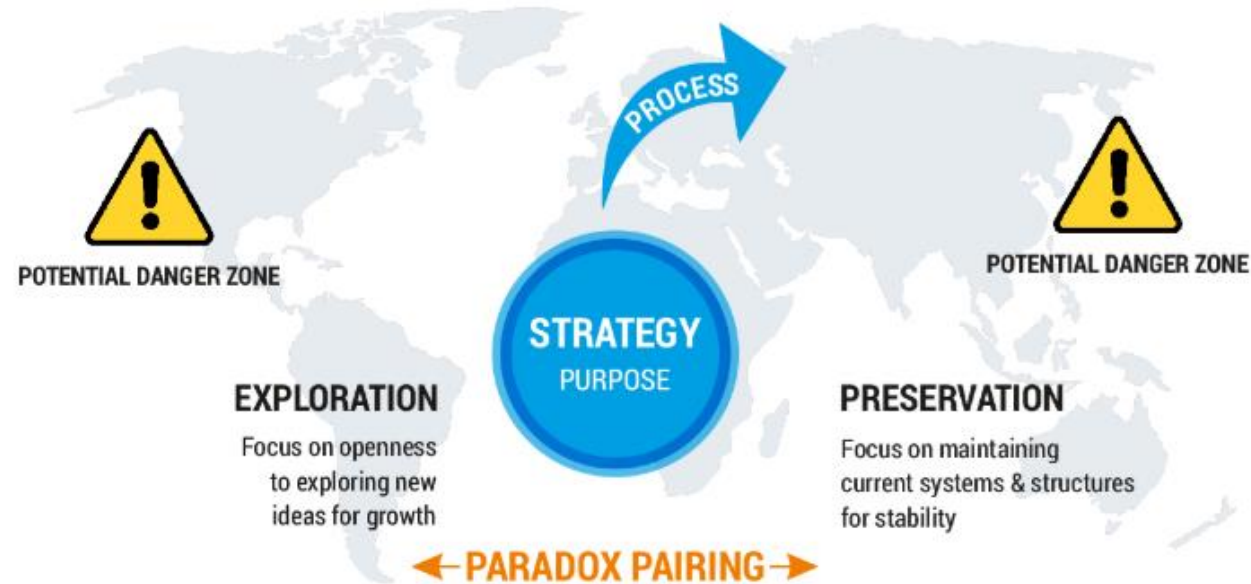 PROCESS
POTENTIAL DANGER ZONE
POTENTIAL DANGER ZONE
STRATEGY
PURPOSE
EXPLORATION
Focus on openness
to exploring new
ideas for growth
PRESERVATION
Focus on maintaining
current systems & structures
for stability
PARADOX PAIRING